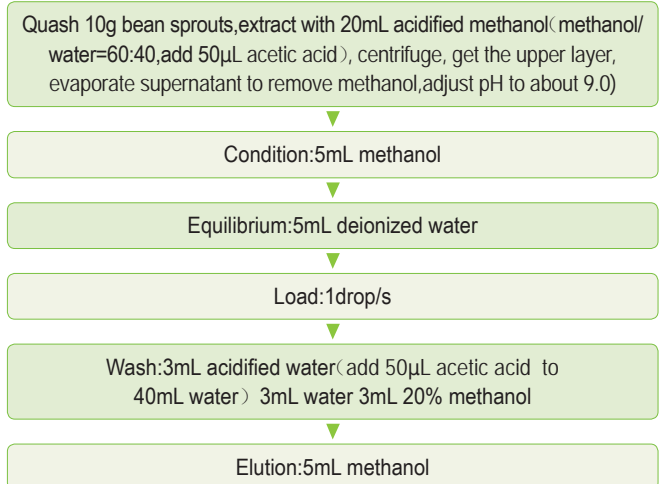 Quash 10g bean sprouts,extract with 20mL acidified methanol（methanol/
water=60:40,add 50µL acetic acid）, centrifuge, get the upper layer,
evaporate supernatant to remove methanol,adjust pH to about 9.0)
Condition:5mL methanol
Equilibrium:5mL deionized water
Load:1drop/s
Wash:3mL acidified water（add 50µL acetic acid to
40mL water）3mL water 3mL 20% methanol
Elution:5mL methanol